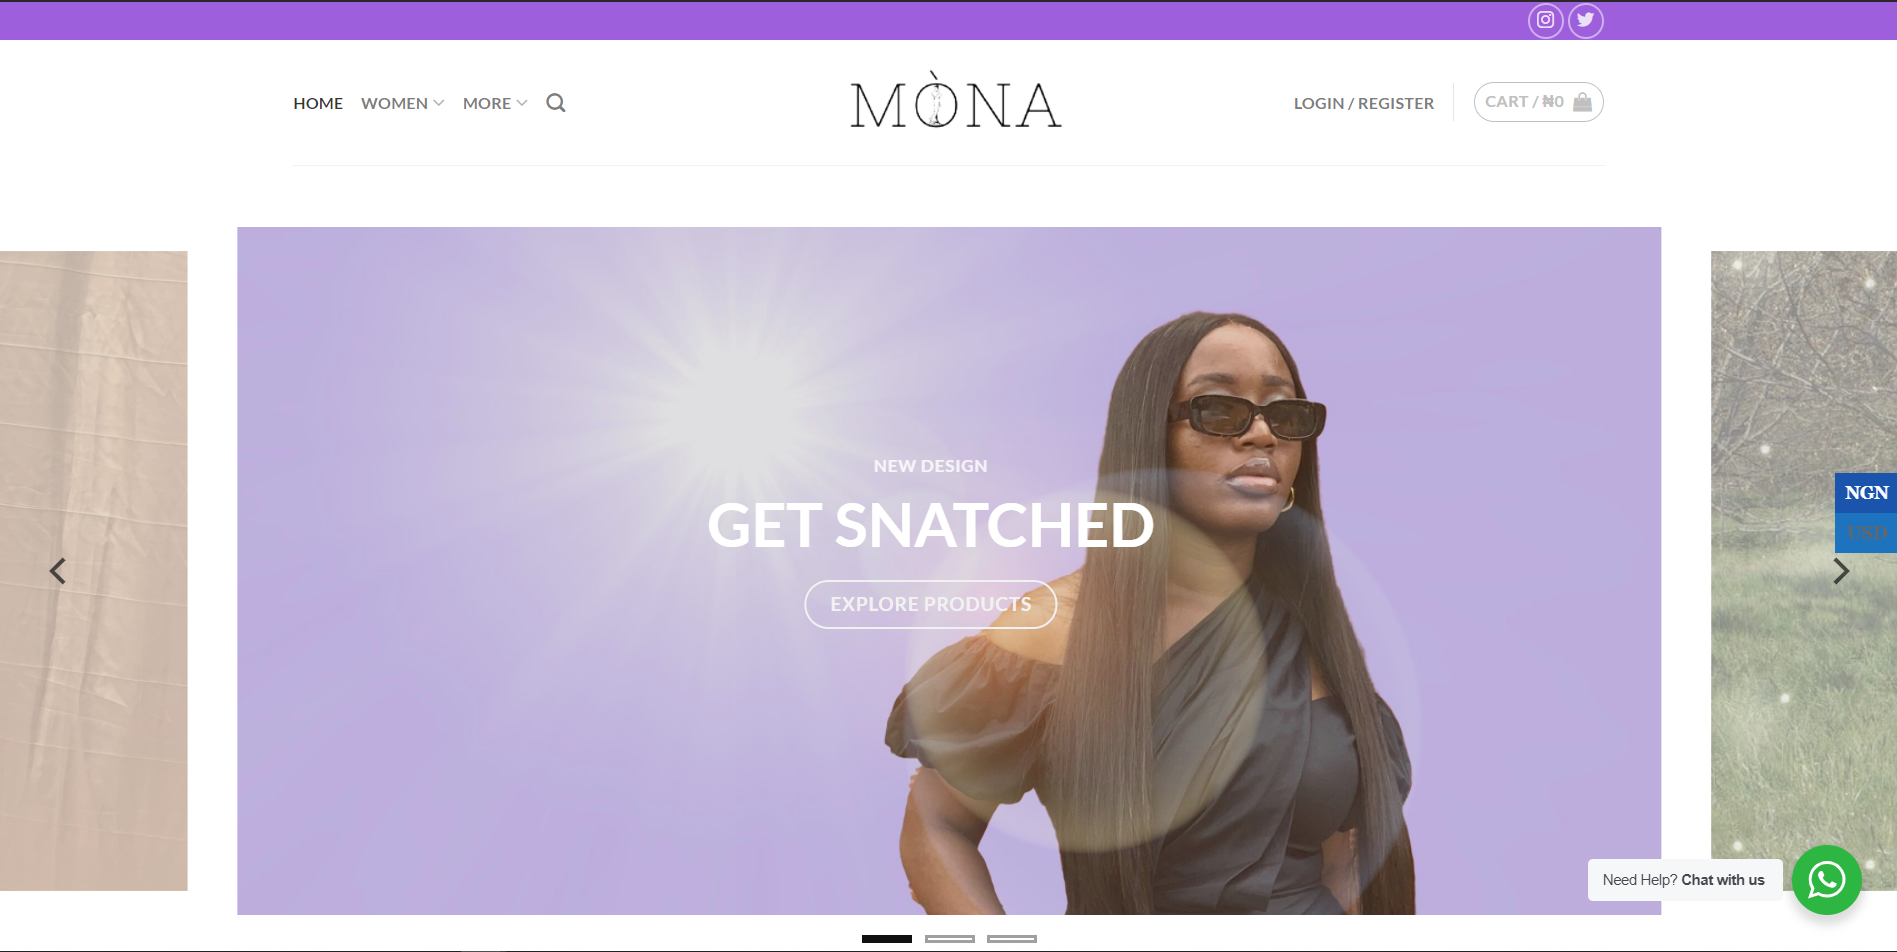 HOME
WOMEN
MORE
MÒNA
LOGIN / REGISTER
CART / ₦0
NEW DESIGN
GET SNATCHED
EXPLORE PRODUCTS
NGN
USD
Need Help? Chat with us